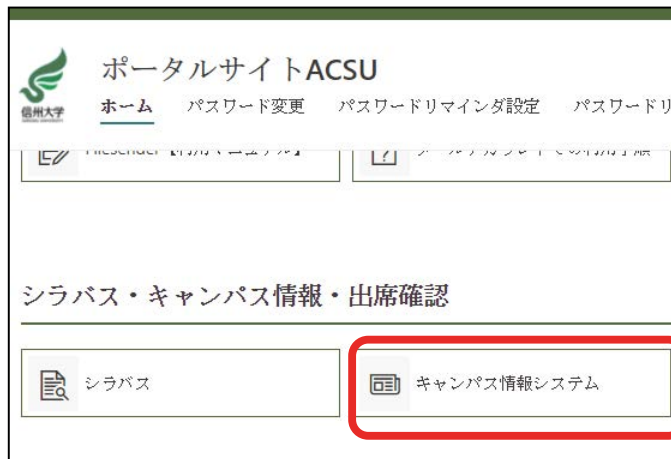 ポータルサイトACSU
信州大学
ホーム パスワード変更 パスワードリマインダ設定 パスワードリ
シラバス・キャンパス情報・出席確認
シラバス
キャンパス情報システム